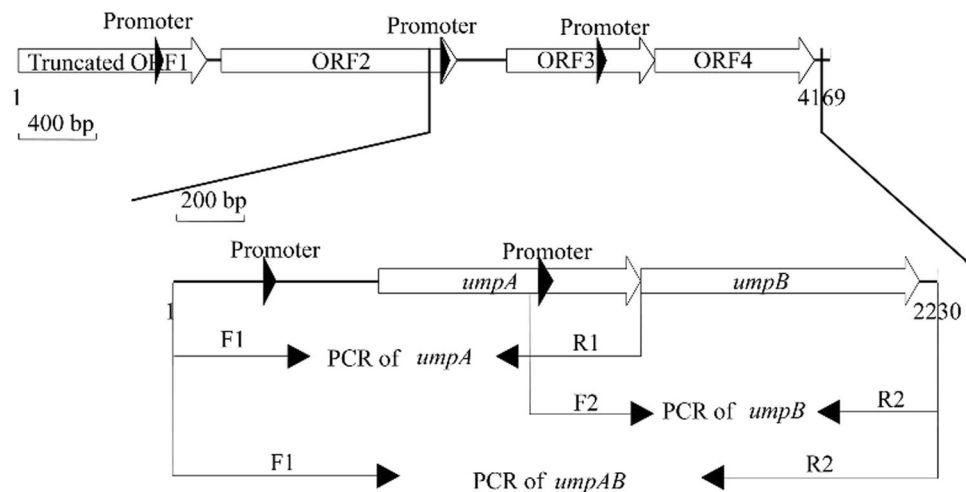 Promoter Promoter Promoter
Truncated ORF1 ORF2 ORF3 ORF4
1 4169
400 bp
200 bp
Promoter Promoter
umpA umpB
1 2230
F1 PCR of umpA R1
F2 PCR of umpB R2
F1 PCR of umpAB R2